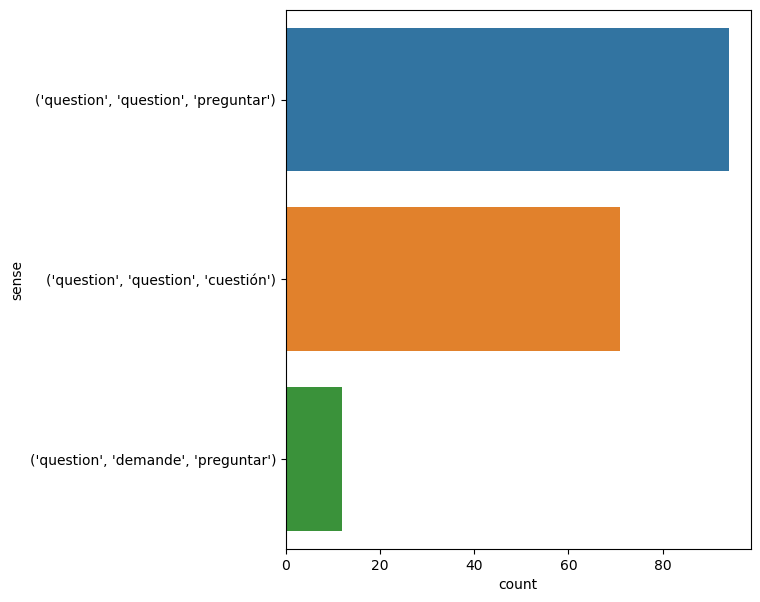 ('question', 'question', 'preguntar')
('question', 'question', 'cuestión')
('question', 'demande', 'preguntar')
sense
0 20 40 60 80
count